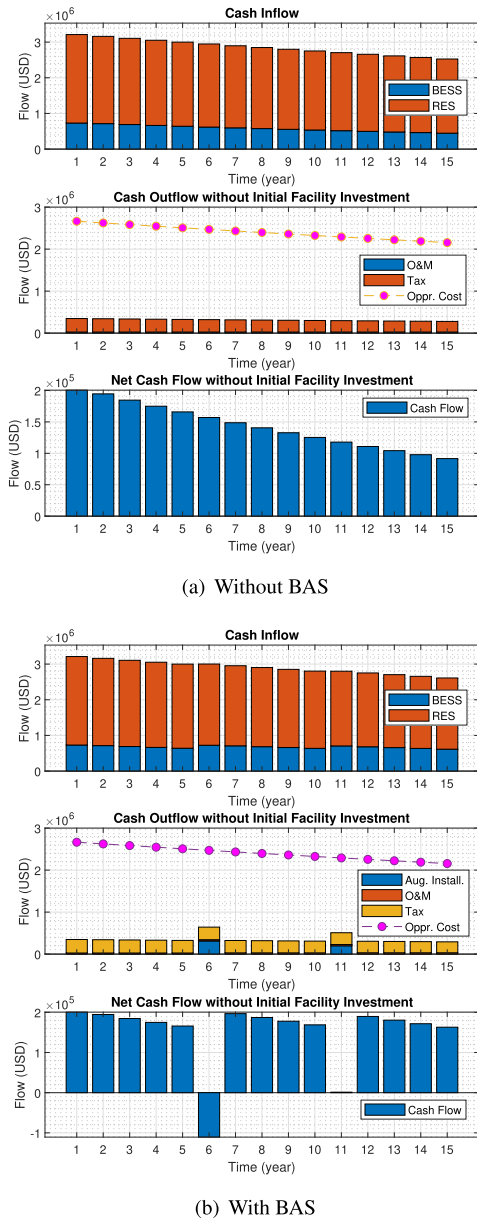 Cash Inflow
×10^6
Flow (USD)
3
2
1
0
BESS
RES
1 2 3 4 5 6 7 8 9 10 11 12 13 14 15
Time (year)
Cash Outflow without Initial Facility Investment
×10^6
Flow (USD)
3
2
1
0
O&M
Tax
Oppr. Cost
1 2 3 4 5 6 7 8 9 10 11 12 13 14 15
Time (year)
Net Cash Flow without Initial Facility Investment
×10^5
Flow (USD)
2
1.5
1
0.5
0
Cash Flow
1 2 3 4 5 6 7 8 9 10 11 12 13 14 15
Time (year)
(a) Without BAS
Cash Inflow
×10^6
Flow (USD)
3
2
1
0
BESS
RES
1 2 3 4 5 6 7 8 9 10 11 12 13 14 15
Time (year)
Cash Outflow without Initial Facility Investment
×10^6
Flow (USD)
3
2
1
0
Aug. Install.
O&M
Tax
Oppr. Cost
1 2 3 4 5 6 7 8 9 10 11 12 13 14 15
Time (year)
Net Cash Flow without Initial Facility Investment
×10^5
Flow (USD)
2
1
0
-1
Cash Flow
1 2 3 4 5 6 7 8 9 10 11 12 13 14 15
Time (year)
(b) With BAS